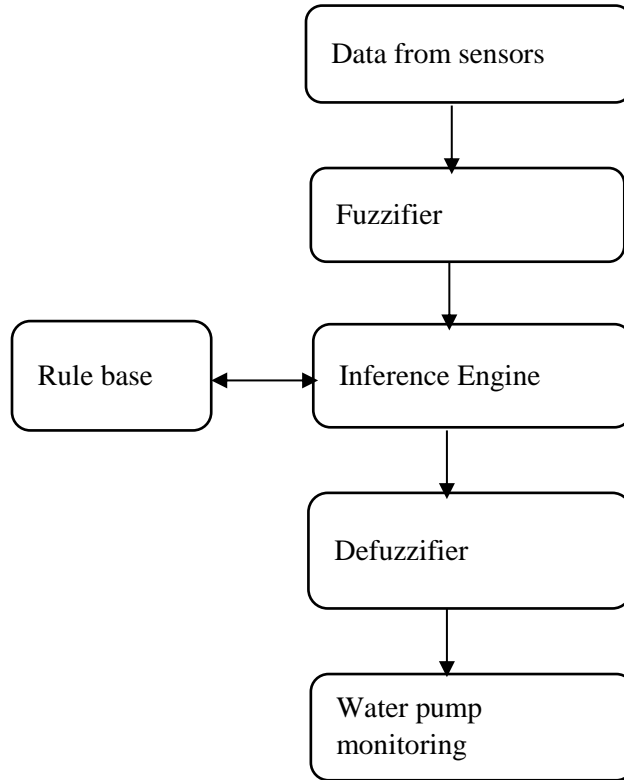 Data from sensors
Fuzzifier
Rule base
Inference Engine
Defuzzifier
Water pump
monitoring